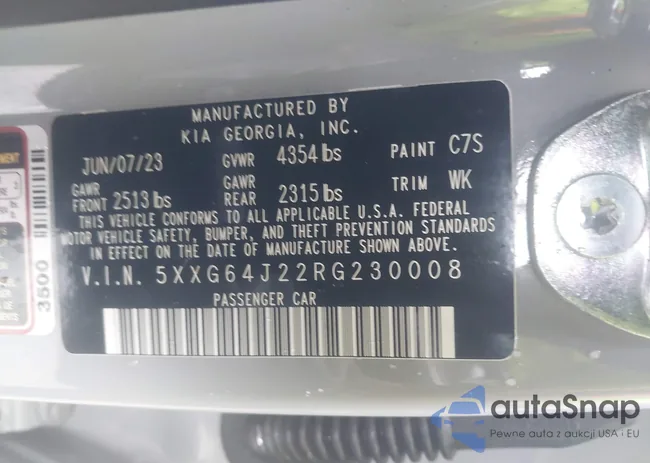 MANUFACTURED BY
KIA GEORGIA, INC.
JUN/07/23 GVWR 4354 lbs PAINT C7S
GAWR FRONT 2513 lbs GAWR REAR 2315 lbs TRIM WK
THIS VEHICLE CONFORMS TO ALL APPLICABLE U.S.A. FEDERAL
MOTOR VEHICLE SAFETY, BUMPER, AND THEFT PREVENTION STANDARDS
IN EFFECT ON THE DATE OF MANUFACTURE SHOWN ABOVE.
V.I.N. 5XXG64J22RG230008
PASSENGER CAR
3500
autoSnap
Pewne auta z aukcji USA i EU